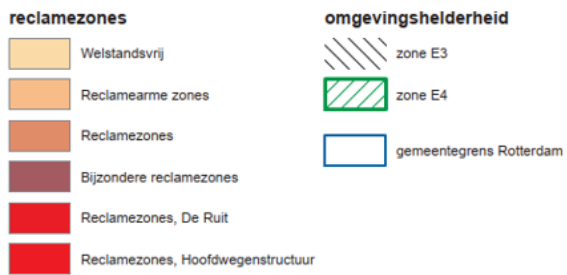 reclamezones
Welstandsvrij
Reclamearme zones
Reclamezones
Bijzondere reclamezones
Reclamezones, De Ruit
Reclamezones, Hoofdwegenstructuur
omgevingshelderheid
zone E3
zone E4
gemeentegrens Rotterdam